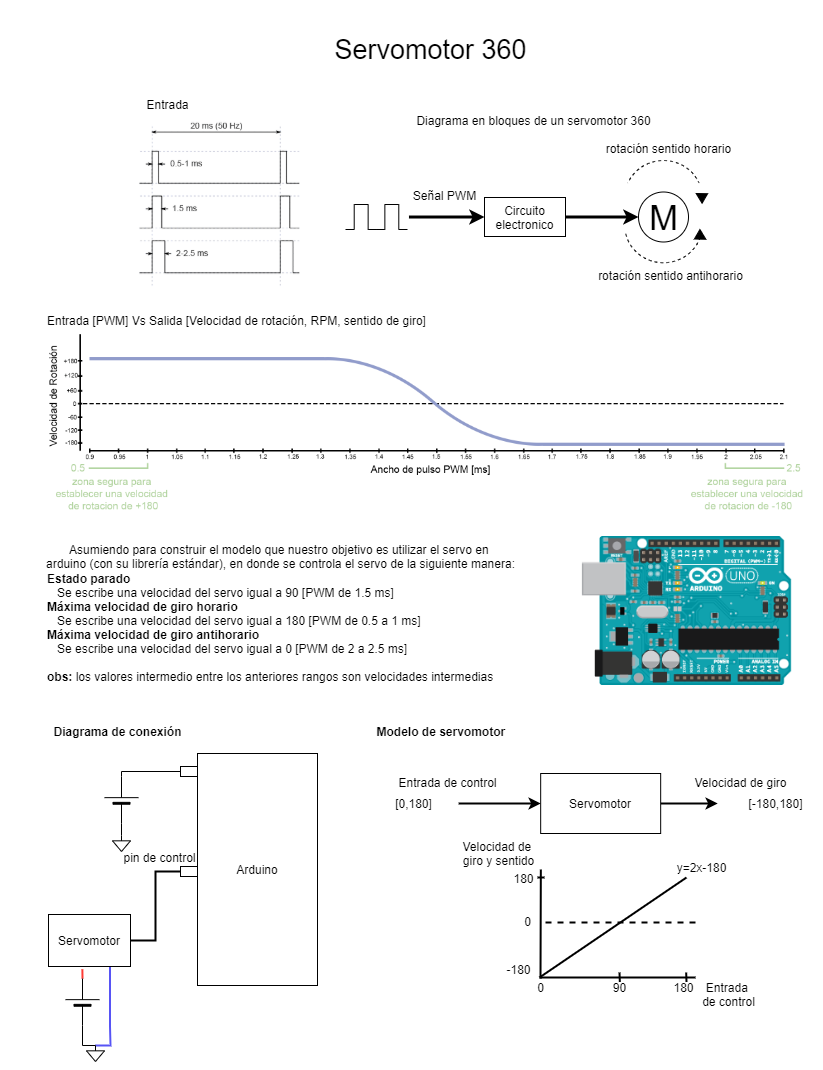 Servomotor 360
Entrada
20 ms (50 Hz)
0.5-1 ms
1.5 ms
2-2.5 ms
Diagrama en bloques de un servomotor 360
rotación sentido horario
Señal PWM
Circuito
electronico
M
rotación sentido antihorario
Entrada [PWM] Vs Salida [Velocidad de rotación, RPM, sentido de giro]
Velocidad de Rotación
+180
+120
+60
0
-60
-120
-180
0.9 0.95 1 1.05 1.1 1.15 1.2 1.25 1.3 1.35 1.4 1.45 1.5 1.55 1.6 1.65 1.7 1.75 1.8 1.85 1.9 1.95 2 2.05 2.1
Ancho de pulso PWM [ms]
0.5
zona segura para
establecer una velocidad
de rotacion de +180
2.5
zona segura para
establecer una velocidad
de rotacion de -180
Asumiendo para construir el modelo que nuestro objetivo es utilizar el servo en
arduino (con su librería estándar), en donde se controla el servo de la siguiente manera:
Estado parado
Se escribe una velocidad del servo igual a 90 [PWM de 1.5 ms]
Máxima velocidad de giro horario
Se escribe una velocidad del servo igual a 180 [PWM de 0.5 a 1 ms]
Máxima velocidad de giro antihorario
Se escribe una velocidad del servo igual a 0 [PWM de 2 a 2.5 ms]
obs: los valores intermedio entre los anteriores rangos son velocidades intermedias
DIGITAL (PWM~)
UNO
ARDUINO
POWER
ANALOG IN
A0
A1
A2
A3
A4
A5
Diagrama de conexión
pin de control
Arduino
Servomotor
Modelo de servomotor
Entrada de control
[0,180]
Servomotor
Velocidad de giro
[-180,180]
Velocidad de
giro y sentido
y=2x-180
180
0
-180
0 90 180
Entrada
de control